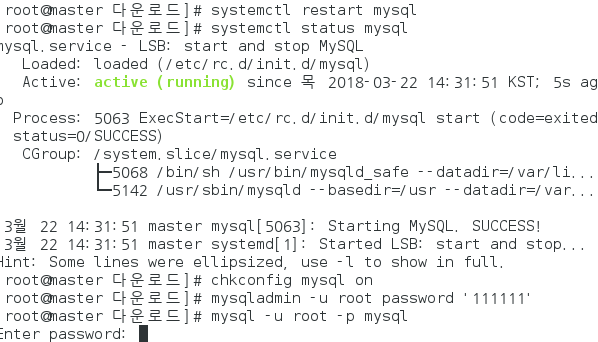 root@master 다운로드]# systemctl restart mysql
root@master 다운로드]# systemctl status mysql
mysql.service - LSB: start and stop MySQL
Loaded: loaded (/etc/rc.d/init.d/mysql)
Active: active (running) since 목 2018-03-22 14:31:51 KST; 5s ag
o
Process: 5063 ExecStart=/etc/rc.d/init.d/mysql start (code=exited
status=0/SUCCESS)
CGroup: /system.slice/mysql.service
├─5068 /bin/sh /usr/bin/mysqld_safe --datadir=/var/li...
└─5142 /usr/sbin/mysqld --basedir=/usr --datadir=/var...
3월 22 14:31:51 master mysql[5063]: Starting MySQL. SUCCESS!
3월 22 14:31:51 master systemd[1]: Started LSB: start and stop...
Hint: Some lines were ellipsized, use -l to show in full.
root@master 다운로드]# chkconfig mysql on
root@master 다운로드]# mysqladmin -u root password '111111'
root@master 다운로드]# mysql -u root -p mysql
Enter password: